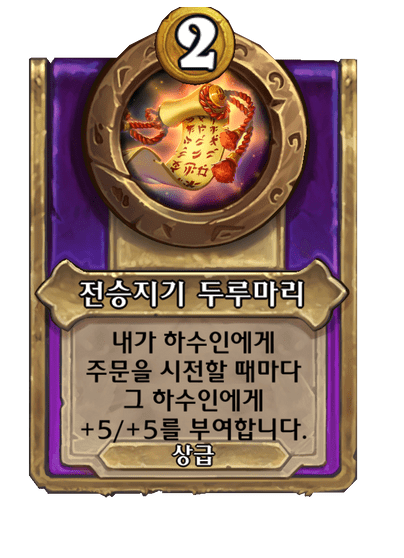 2
전승지기 두루마리
내가 하수인에게
주문을 시전할 때마다
그 하수인에게
+5/+5를 부여합니다.
상급